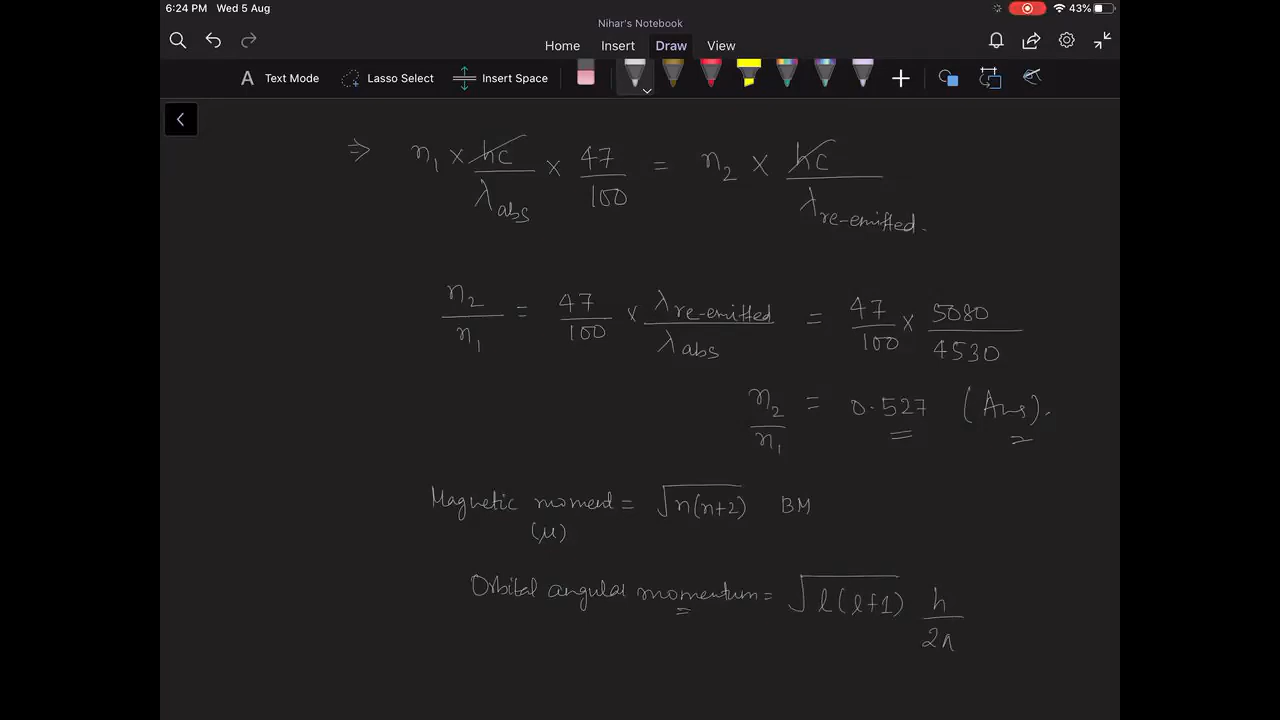 6:24 PM Wed 5 Aug
43%
Nihar's Notebook
Home Insert Draw View
Text Mode Lasso Select Insert Space
⇒ n₁ × hc/λabs × 47/100 = n₂ × hc/λre-emitted.
n₂/n₁ = 47/100 × λre-emitted/λabs = 47/100 × 5080/4530
n₂/n₁ = 0.527 (Ans).
Magnetic moment = √n(n+2) BM
(μ)
Orbital angular momentum = √l(l+1) h/2π